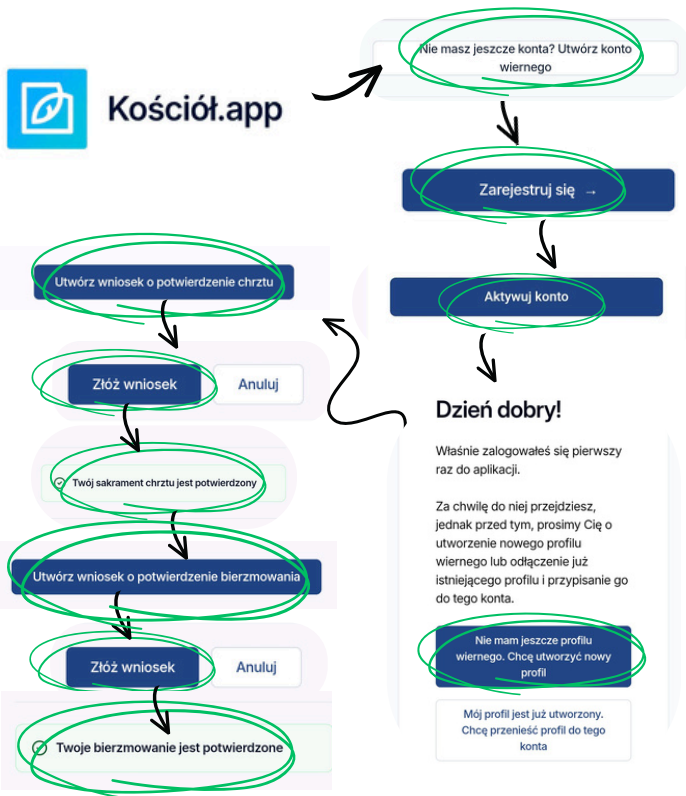 Kościół.app
Nie masz jeszcze konta? Utwórz konto
wiernego
Zarejestruj się →
Aktywuj konto
Dzień dobry!
Właśnie zalogowałeś się pierwszy
raz do aplikacji.
Za chwilę do niej przejdziesz,
jednak przed tym, prosimy Cię o
utworzenie nowego profilu
wiernego lub odłączenie już
istniejącego profilu i przypisanie go
do tego konta.
Nie mam jeszcze profilu
wiernego. Chcę utworzyć nowy
profil
Mój profil jest już utworzony.
Chcę przenieść profil do tego
konta
Utwórz wniosek o potwierdzenie chrztu
Złóż wniosek
Anuluj
Twój sakrament chrztu jest potwierdzony
Utwórz wniosek o potwierdzenie bierzmowania
Złóż wniosek
Anuluj
Twoje bierzmowanie jest potwierdzone